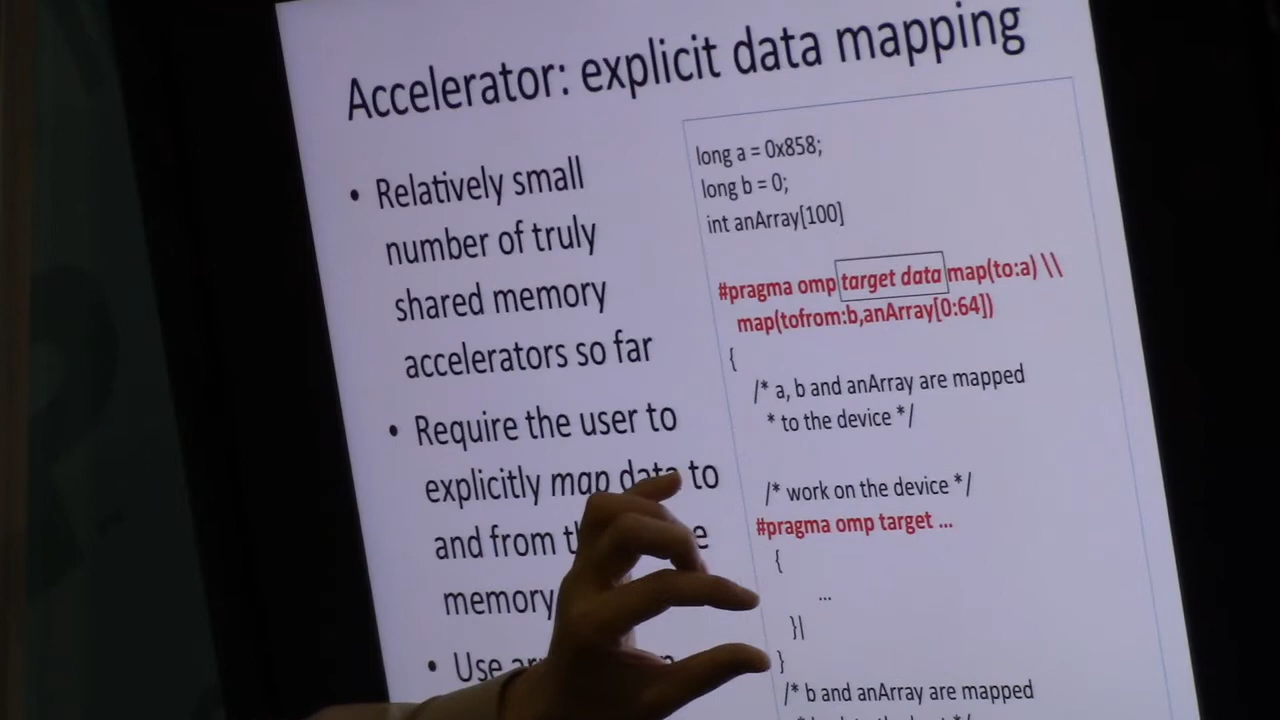 Accelerator: explicit data mapping
• Relatively small
number of truly
shared memory
accelerators so far
• Require the user to
explicitly map data to
and from
memory
• Use
long a = 0x858;
long b = 0;
int anArray[100]
#pragma omp target data map(to:a) \\
map(tofrom:b,anArray[0:64])
{
/* a, b and anArray are mapped
* to the device */
/* work on the device */
#pragma omp target ...
{
...
}|
}
/* b and anArray are mapped